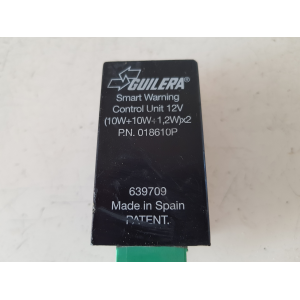 GUILERA
Smart Warning
Control Unit 12V
(10W+10W+1,2W)x2
P.N. 018610P
639709
Made in Spain
PATENT.